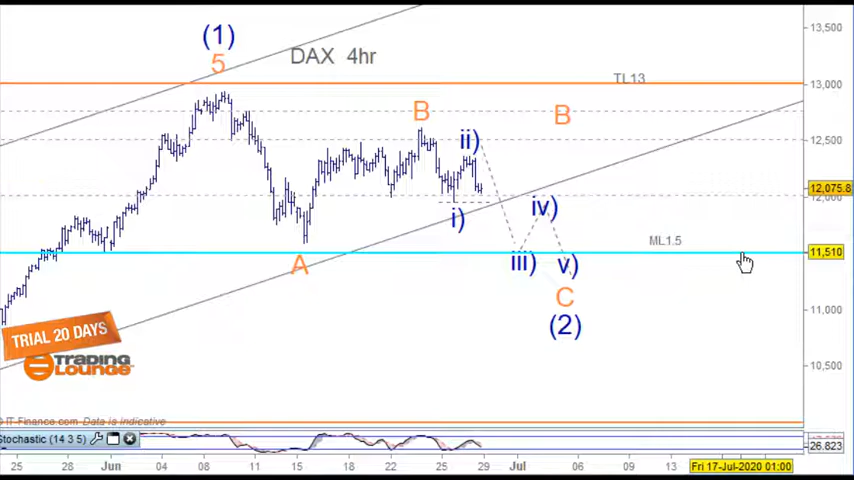 (1)
5
DAX 4hr
13,500
TL13
13,000
B
B
ii)
12,500
12,075.8
12,000
i)
iv)
ML1.5
A
iii)
v)
11,510
C
(2)
11,000
TRIAL 20 DAYS
Trading
Lounge
10,500
© IT-Finance.com Data is indicative
Stochastic (14 3 5)
26.823
25
28
Jun
04
08
11
15
18
22
25
29
Jul
06
09
13
Fri 17-Jul-2020 01:00